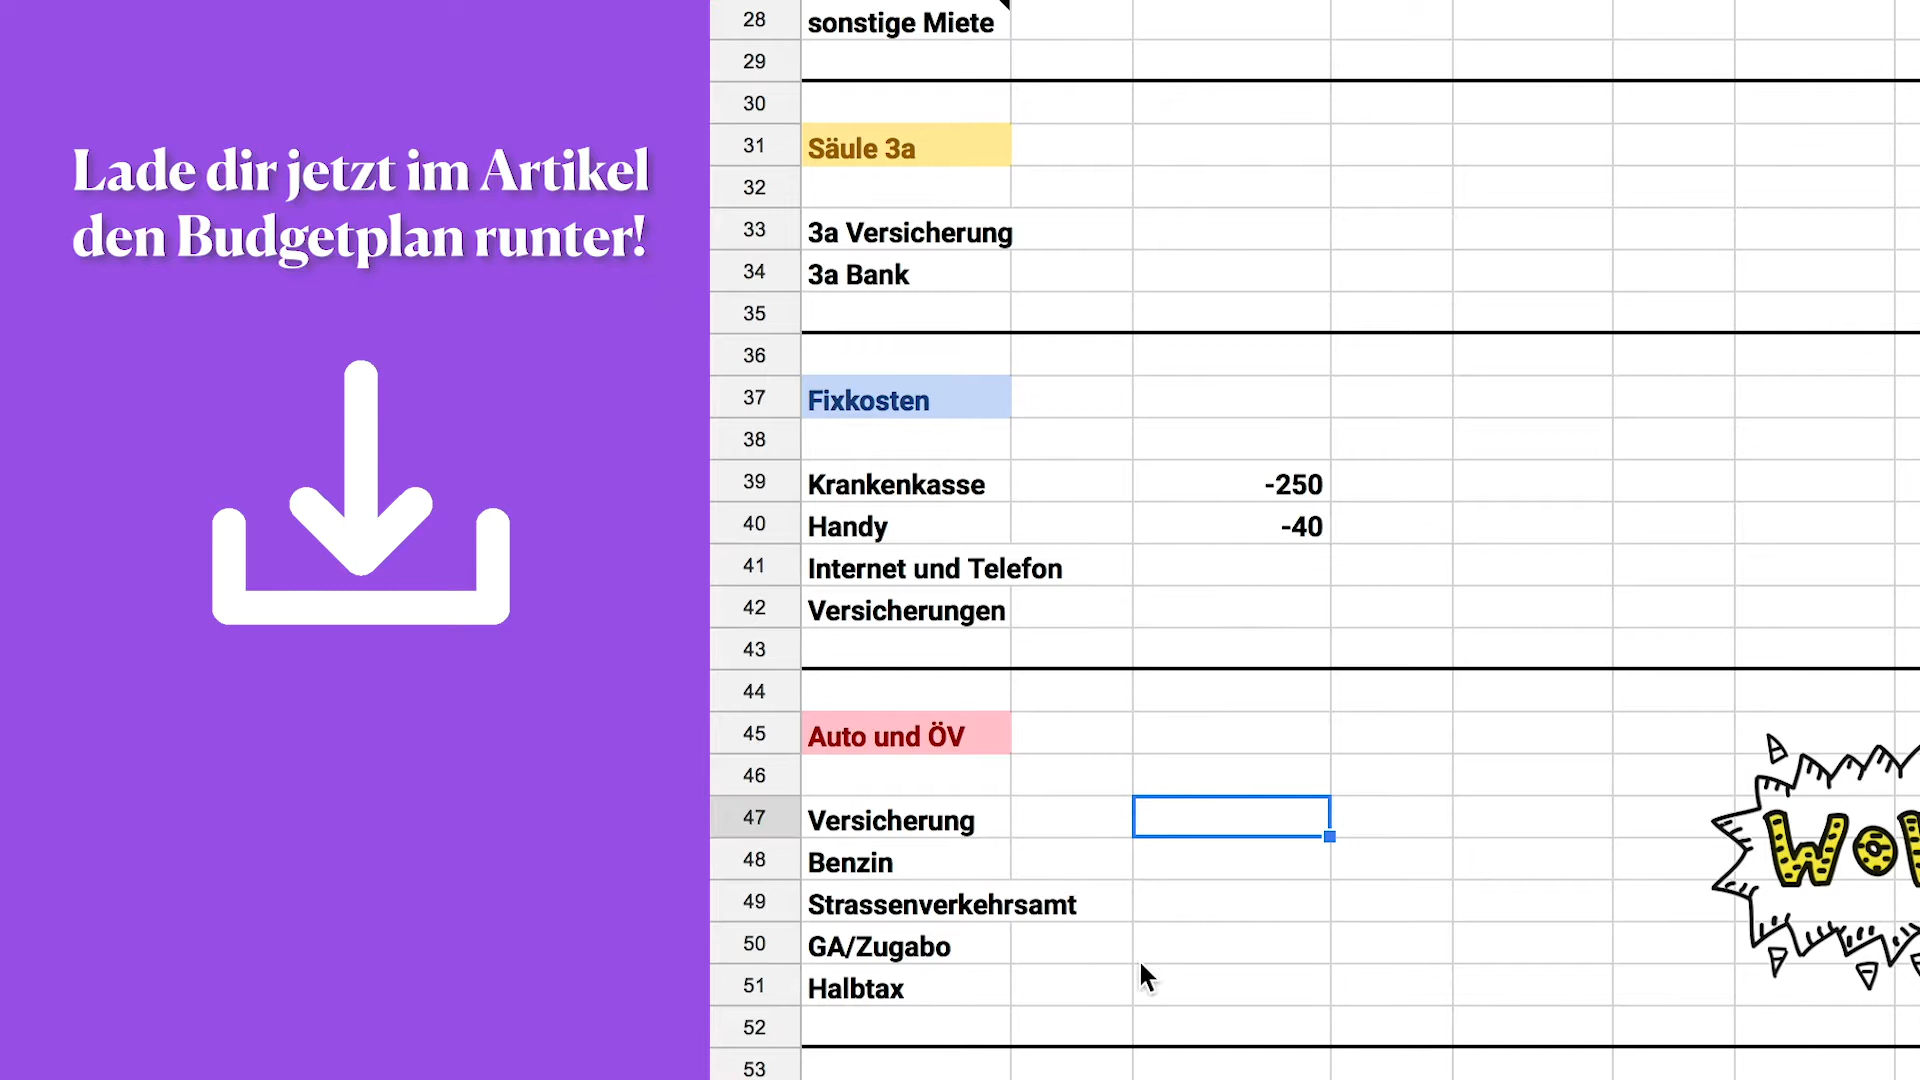 Lade dir jetzt im Artikel
den Budgetplan runter!
28 sonstige Miete
29
30
31 Säule 3a
32
33 3a Versicherung
34 3a Bank
35
36
37 Fixkosten
38
39 Krankenkasse -250
40 Handy -40
41 Internet und Telefon
42 Versicherungen
43
44
45 Auto und ÖV
46
47 Versicherung
48 Benzin
49 Strassenverkehrsamt
50 GA/Zugabo
51 Halbtax
52
53